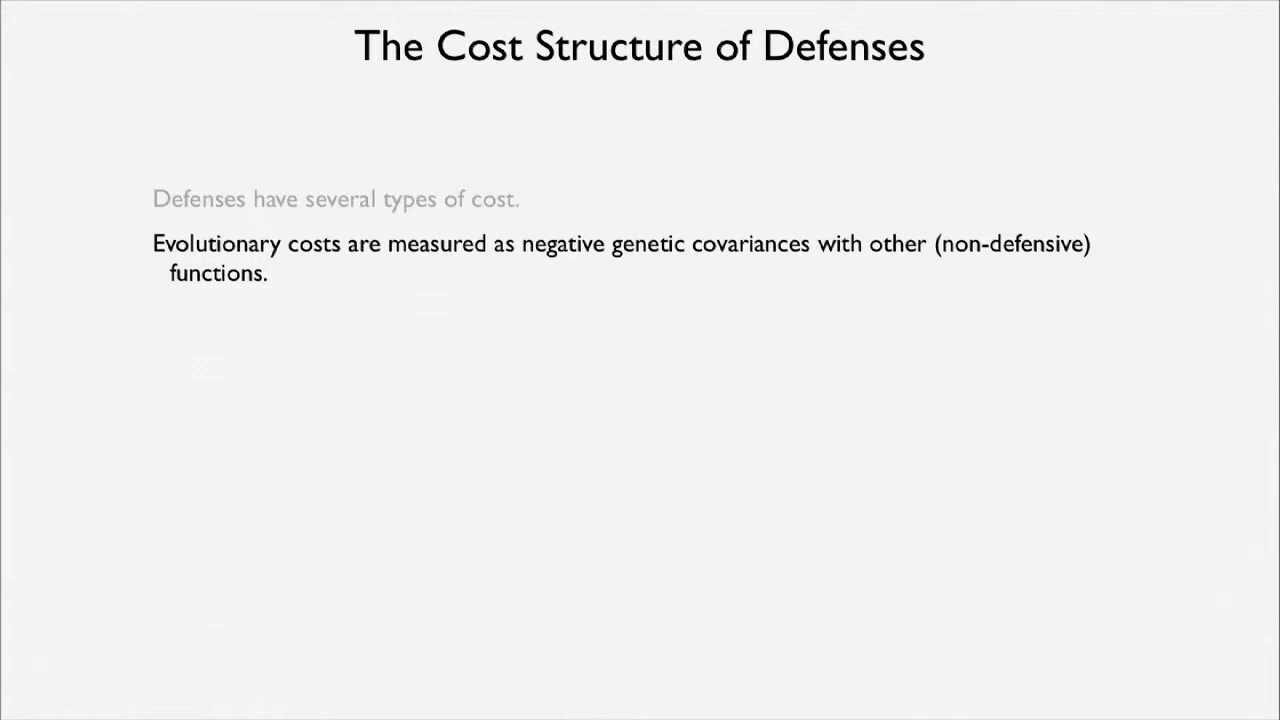 The Cost Structure of Defenses
Defenses have several types of cost.
Evolutionary costs are measured as negative genetic covariances with other (non-defensive)
functions.